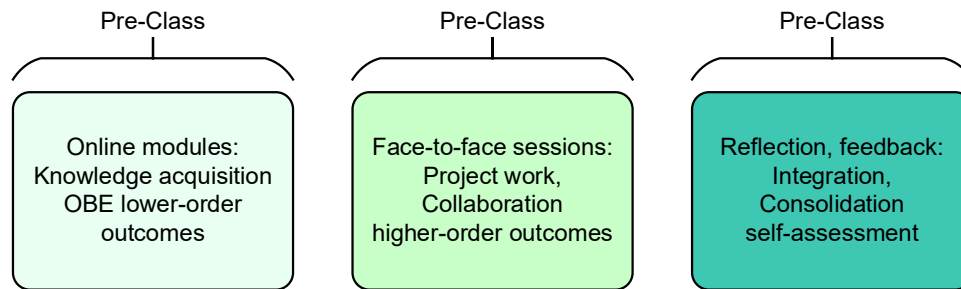 Pre-Class
Pre-Class
Pre-Class
Online modules:
Knowledge acquisition
OBE lower-order
outcomes
Face-to-face sessions:
Project work,
Collaboration
higher-order outcomes
Reflection, feedback:
Integration,
Consolidation
self-assessment